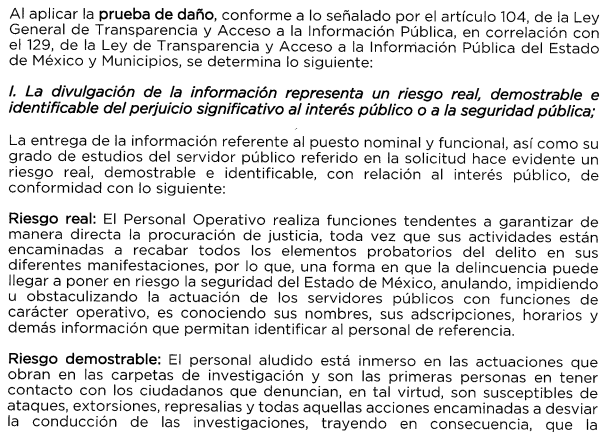 Al aplicar la prueba de daño, conforme a lo señalado por el artículo 104, de la Ley
General de Transparencia y Acceso a la Información Pública, en correlación con
el 129, de la Ley de Transparencia y Acceso a la Información Pública del Estado
de México y Municipios, se determina lo siguiente:
I. La divulgación de la información representa un riesgo real, demostrable e
identificable del perjuicio significativo al interés público o a la seguridad pública;
La entrega de la información referente al puesto nominal y funcional, así como su
grado de estudios del servidor público referido en la solicitud hace evidente un
riesgo real, demostrable e identificable, con relación al interés público, de
conformidad con lo siguiente:
Riesgo real: El Personal Operativo realiza funciones tendentes a garantizar de
manera directa la procuración de justicia, toda vez que sus actividades están
encaminadas a recabar todos los elementos probatorios del delito en sus
diferentes manifestaciones, por lo que, una forma en que la delincuencia puede
llegar a poner en riesgo la seguridad del Estado de México, anulando, impidiendo
u obstaculizando la actuación de los servidores públicos con funciones de
carácter operativo, es conociendo sus nombres, sus adscripciones, horarios y
demás información que permitan identificar al personal de referencia.
Riesgo demostrable: El personal aludido está inmerso en las actuaciones que
obran en las carpetas de investigación y son las primeras personas en tener
contacto con los ciudadanos que denuncian, en tal virtud, son susceptibles de
ataques, extorsiones, represalias y todas aquellas acciones encaminadas a desviar
la conducción de las investigaciones, trayendo en consecuencia, que la